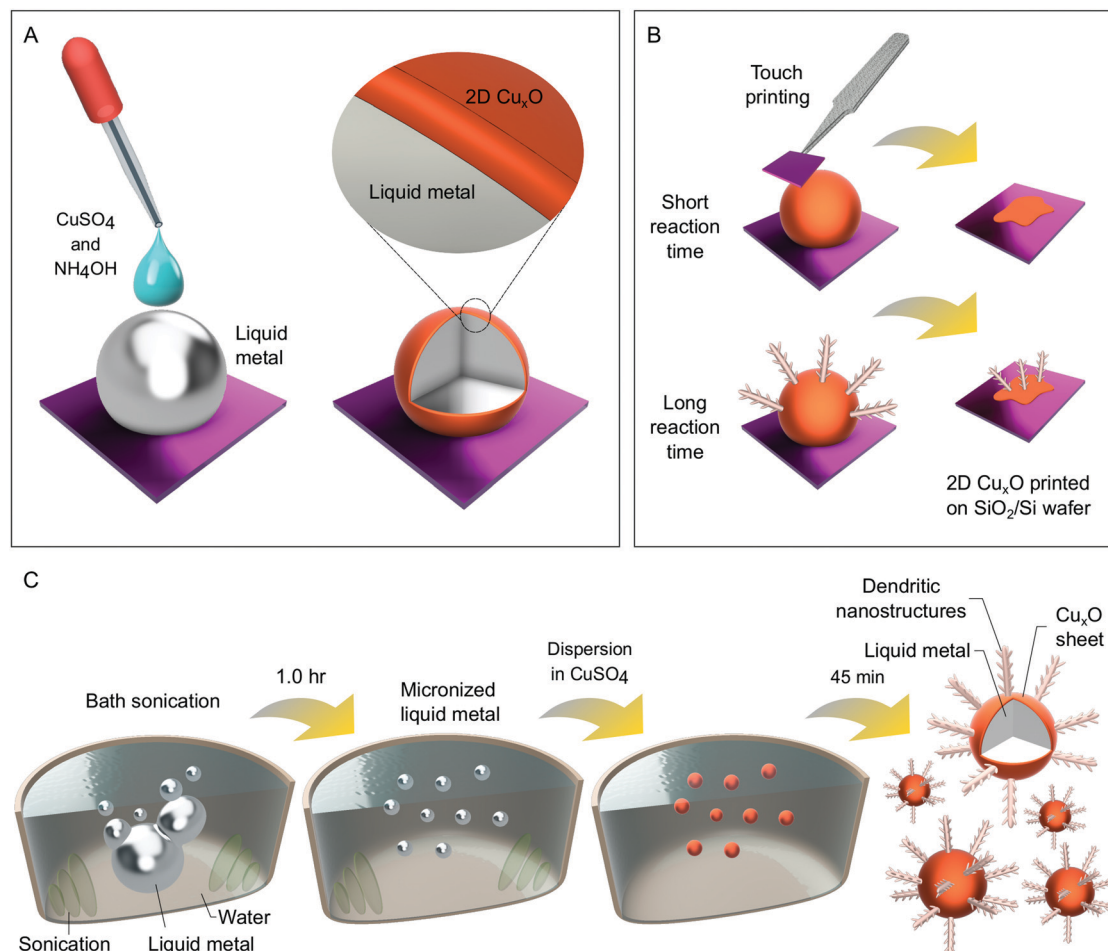 A
CuSO₄
and
NH₄OH
Liquid
metal
2D CuₓO
Liquid metal
B
Touch
printing
Short
reaction
time
Long
reaction
time
2D CuₓO printed
on SiO₂/Si wafer
C
Bath sonication
1.0 hr
Micronized
liquid metal
Dispersion
in CuSO₄
45 min
Dendritic
nanostructures
Liquid metal
CuₓO
sheet
Sonication
Liquid metal
Water